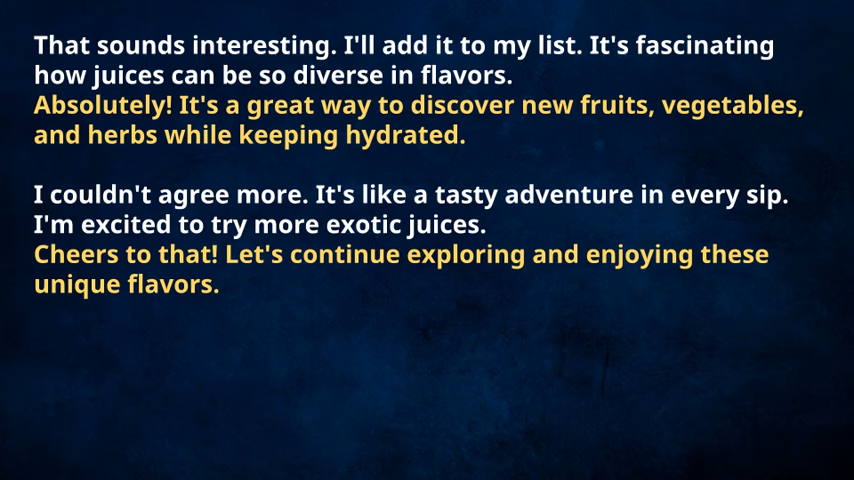 That sounds interesting. I'll add it to my list. It's fascinating
how juices can be so diverse in flavors.
Absolutely! It's a great way to discover new fruits, vegetables,
and herbs while keeping hydrated.
I couldn't agree more. It's like a tasty adventure in every sip.
I'm excited to try more exotic juices.
Cheers to that! Let's continue exploring and enjoying these
unique flavors.